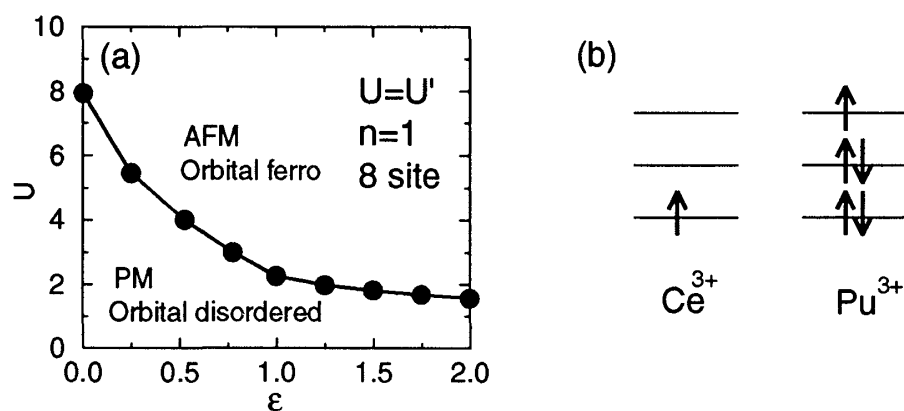 (a)
U=U'
n=1
8 site
AFM
Orbital ferro
PM
Orbital disordered
U
8
6
4
2
0
0.0 0.5 1.0 1.5 2.0
ε
(b)
Ce³⁺ Pu³⁺